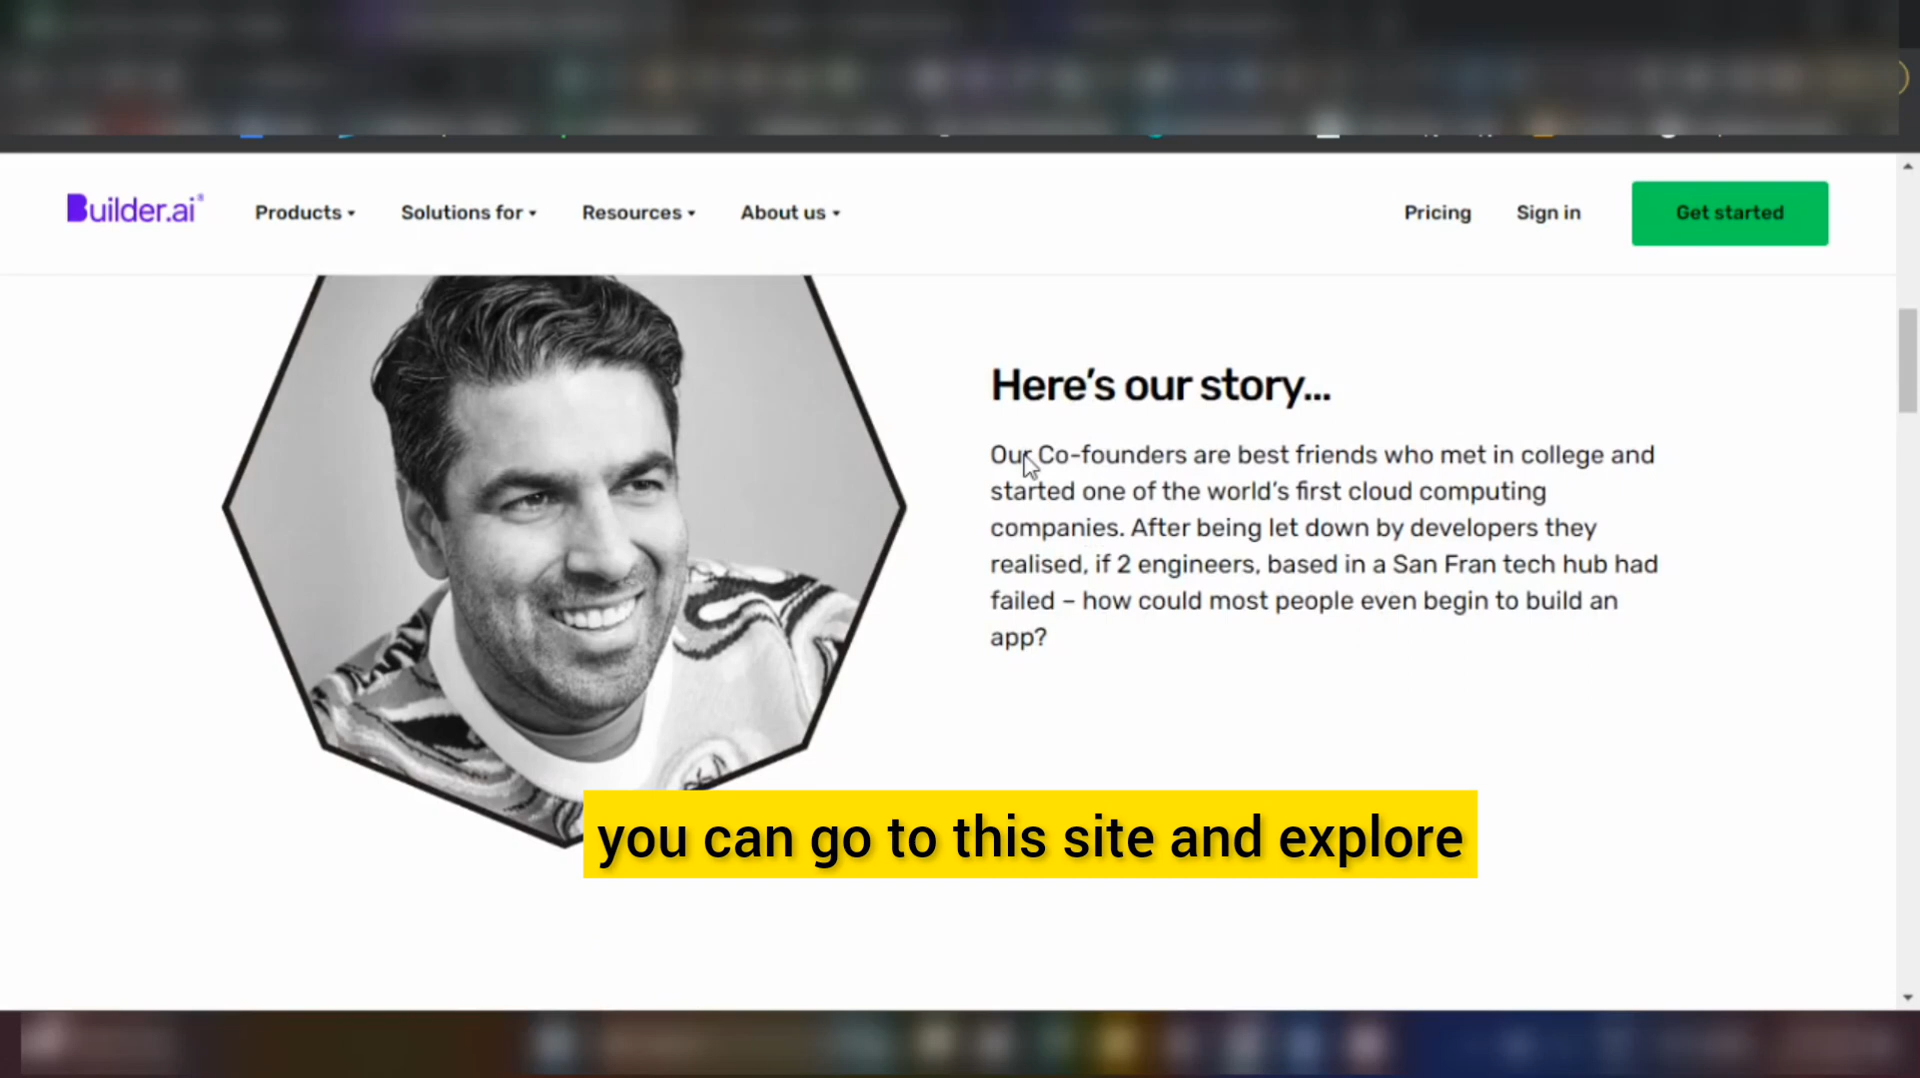 Builder.ai®
Products
Solutions for
Resources
About us
Pricing
Sign in
Get started
Here's our story...
Our Co-founders are best friends who met in college and
started one of the world's first cloud computing
companies. After being let down by developers they
realised, if 2 engineers, based in a San Fran tech hub had
failed – how could most people even begin to build an
app?
you can go to this site and explore